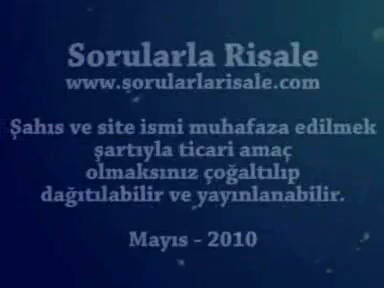 Sorularla Risale
www.sorularlarisale.com
Şahıs ve site ismi muhafaza edilmek
şartıyla ticari amaç
olmaksınız çoğaltılıp
dağıtılabilir ve yayınlanabilir.
Mayıs - 2010